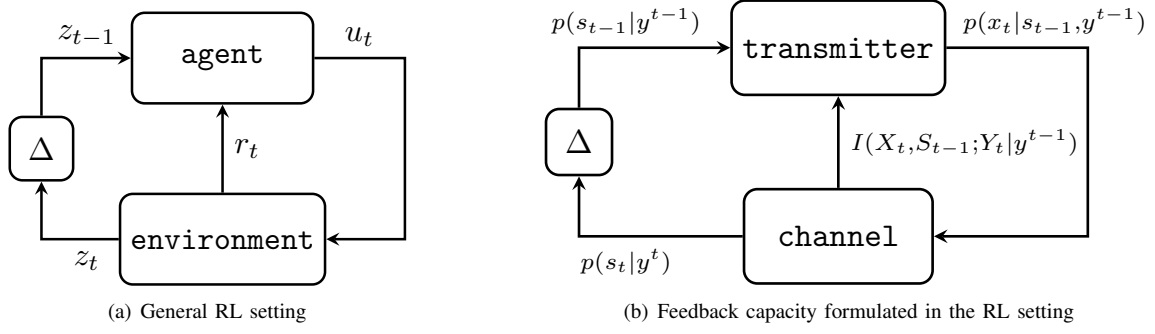 z_{t-1}
agent
u_t
Δ
r_t
environment
z_t
(a) General RL setting
p(s_{t-1}|y^{t-1})
transmitter
p(x_t|s_{t-1},y^{t-1})
Δ
I(X_t,S_{t-1};Y_t|y^{t-1})
channel
p(s_t|y^t)
(b) Feedback capacity formulated in the RL setting